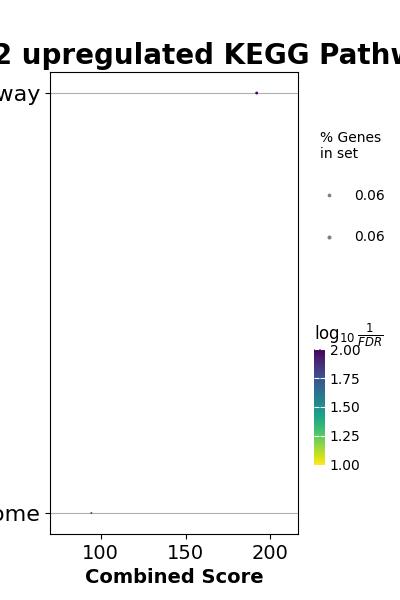 2 upregulated KEGG Pathw
way
ome
100
150
200
Combined Score
% Genes
in set
0.06
0.06
log10 1/FDR
2.00
1.75
1.50
1.25
1.00